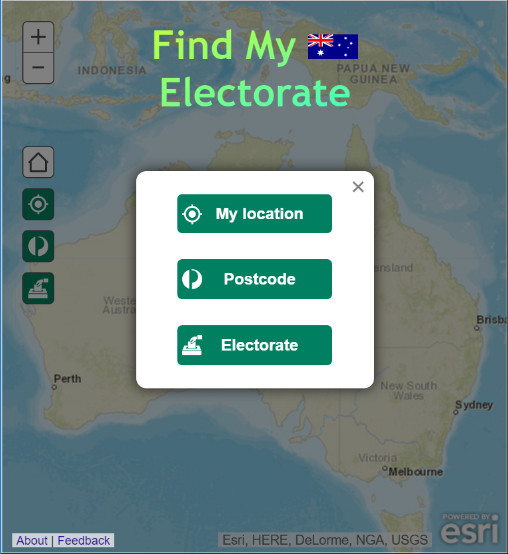 Find My
Electorate
+
−
INDONESIA
PAPUA NEW
GUINEA
My location
Postcode
Electorate
ensland
Weste
Austra
Brisba
Perth
New South
Wales
Sydney
Victoria
Melbourne
POWERED BY
esri
About | Feedback
Esri, HERE, DeLorme, NGA, USGS